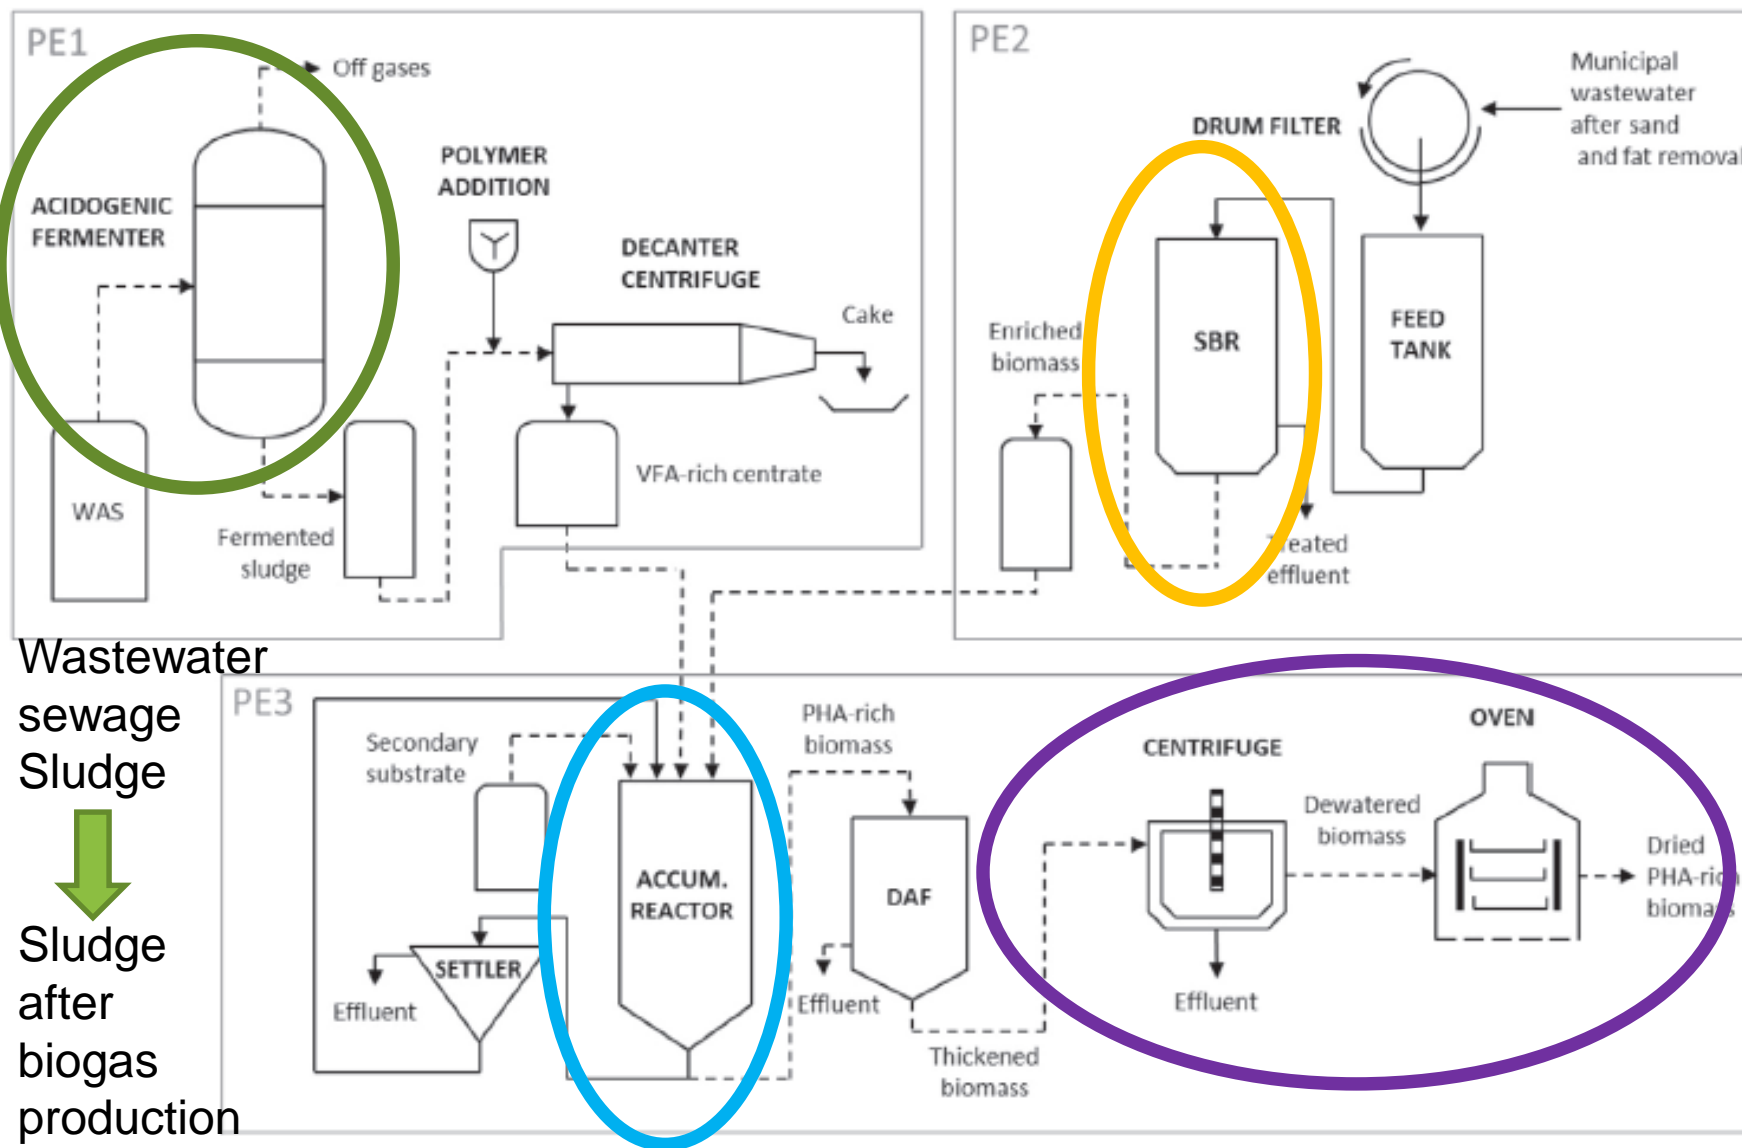 PE1
Off gases
ACIDOGENIC
FERMENTER
POLYMER
ADDITION
DECANTER
CENTRIFUGE
Cake
WAS
Fermented
sludge
VFA-rich centrate
PE2
Municipal
wastewater
after sand
and fat removal
DRUM FILTER
Enriched
biomass
SBR
FEED
TANK
Treated
effluent
Wastewater
sewage
Sludge
Sludge
after
biogas
production
PE3
Secondary
substrate
PHA-rich
biomass
ACCUM.
REACTOR
SETTLER
Effluent
DAF
Effluent
Thickened
biomass
CENTRIFUGE
OVEN
Dewatered
biomass
Effluent
Dried
PHA-rich
biomass